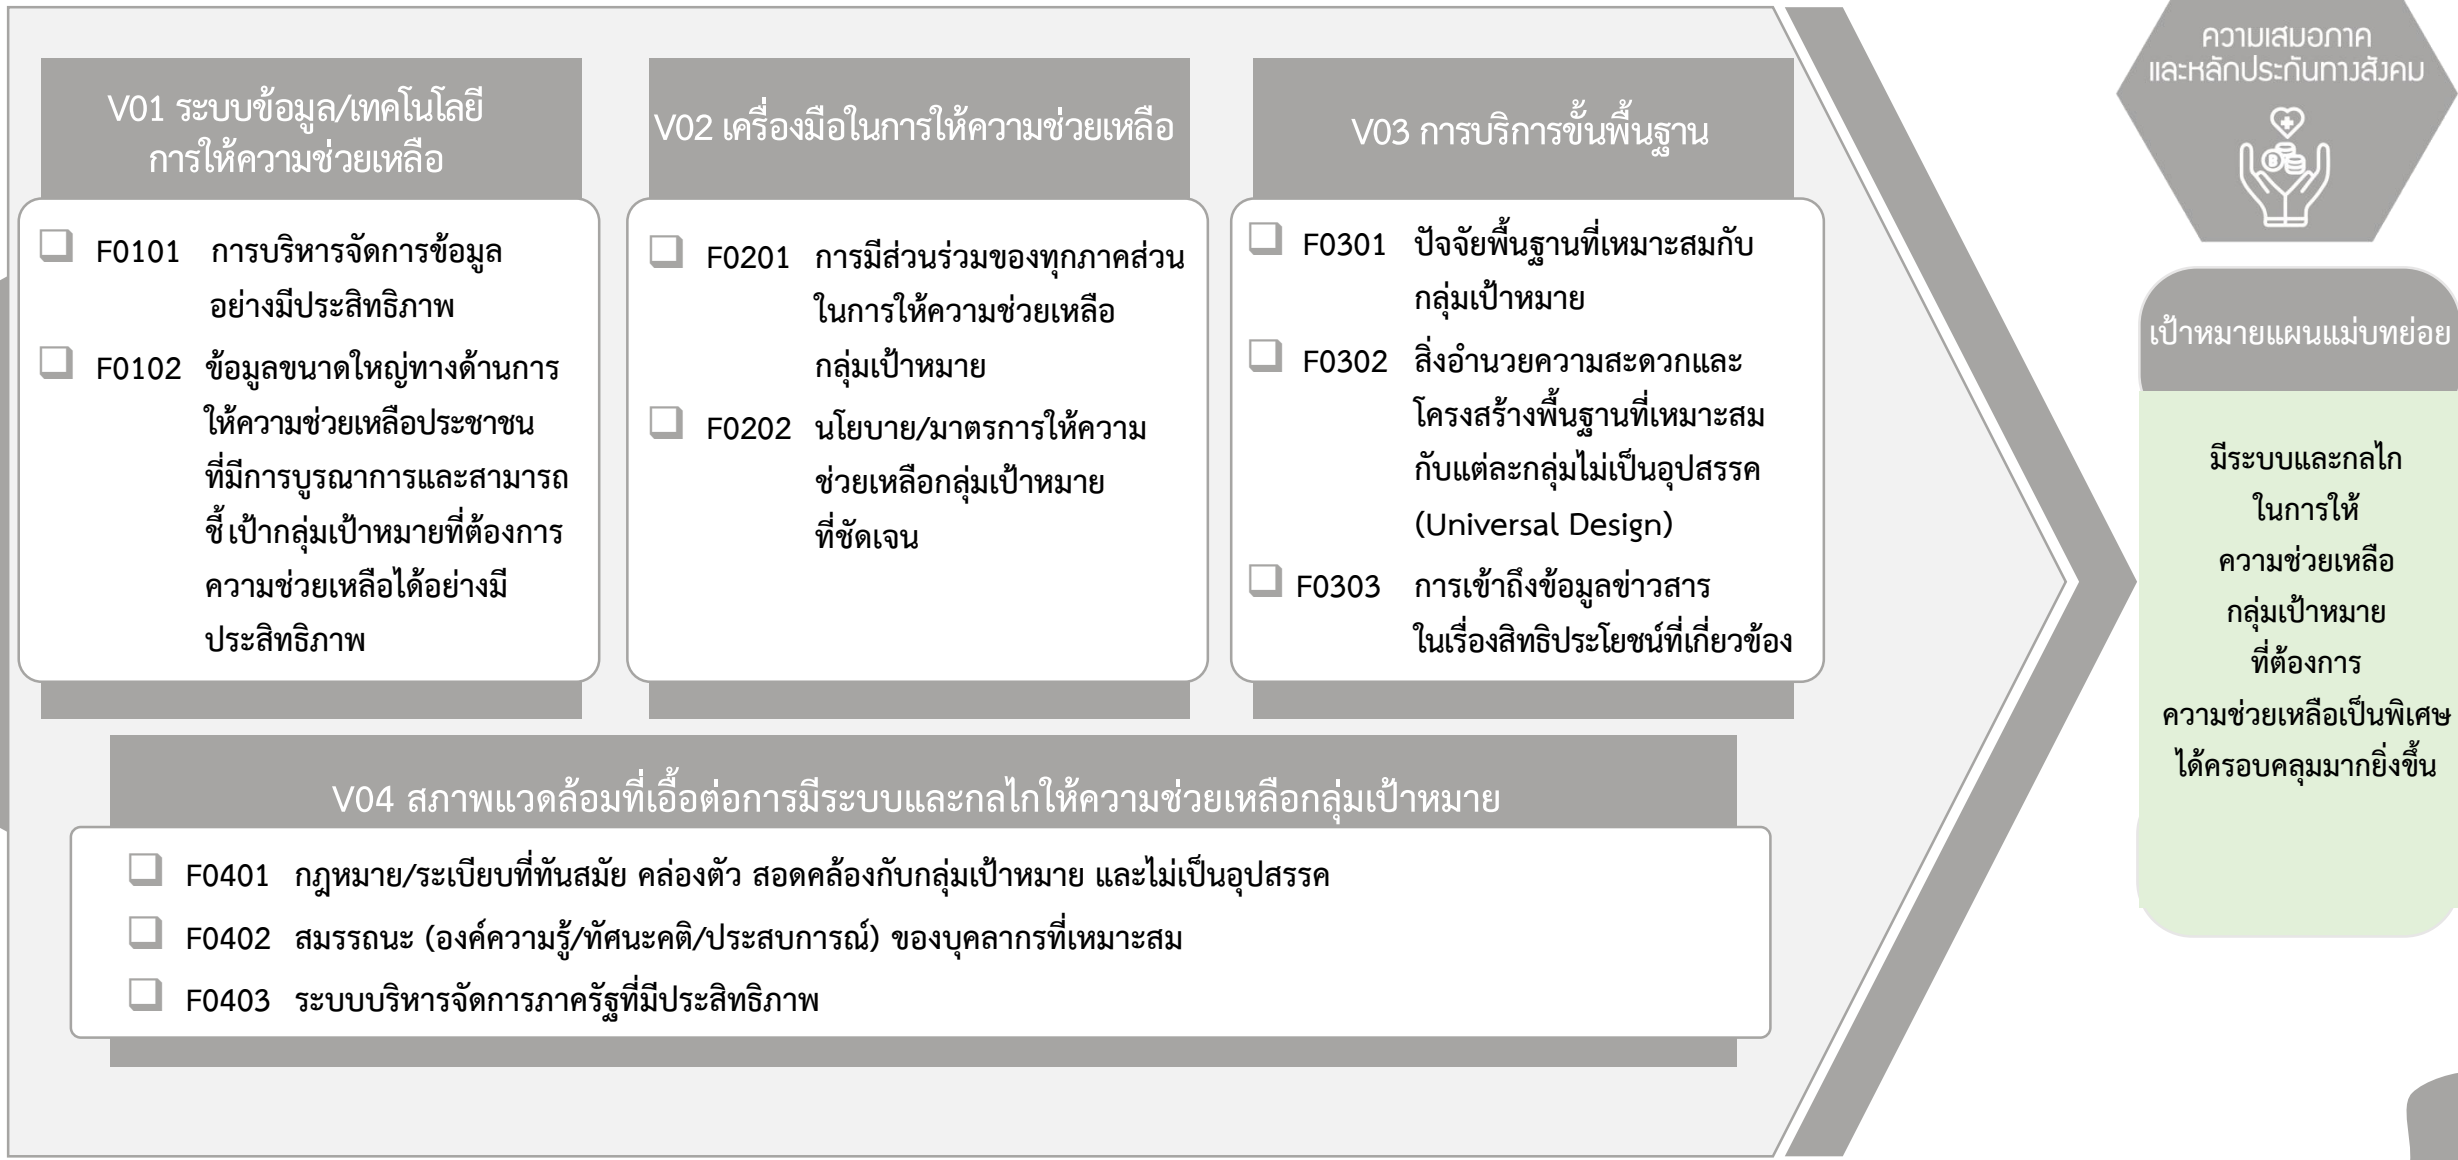 V01 ระบบข้อมูล/เทคโนโลยี
การให้ความช่วยเหลือ
F0101 การบริหารจัดการข้อมูล
อย่างมีประสิทธิภาพ
F0102 ข้อมูลขนาดใหญ่ทางด้านการ
ให้ความช่วยเหลือประชาชน
ที่มีการบูรณาการและสามารถ
ชี้เป้ากลุ่มเป้าหมายที่ต้องการ
ความช่วยเหลือได้อย่างมี
ประสิทธิภาพ
V02 เครื่องมือในการให้ความช่วยเหลือ
F0201 การมีส่วนร่วมของทุกภาคส่วน
ในการให้ความช่วยเหลือ
กลุ่มเป้าหมาย
F0202 นโยบาย/มาตรการให้ความ
ช่วยเหลือกลุ่มเป้าหมาย
ที่ชัดเจน
V03 การบริการขั้นพื้นฐาน
F0301 ปัจจัยพื้นฐานที่เหมาะสมกับ
กลุ่มเป้าหมาย
F0302 สิ่งอำนวยความสะดวกและ
โครงสร้างพื้นฐานที่เหมาะสม
กับแต่ละกลุ่มไม่เป็นอุปสรรค
(Universal Design)
F0303 การเข้าถึงข้อมูลข่าวสาร
ในเรื่องสิทธิประโยชน์ที่เกี่ยวข้อง
V04 สภาพแวดล้อมที่เอื้อต่อการมีระบบและกลไกให้ความช่วยเหลือกลุ่มเป้าหมาย
F0401 กฎหมาย/ระเบียบที่ทันสมัย คล่องตัว สอดคล้องกับกลุ่มเป้าหมาย และไม่เป็นอุปสรรค
F0402 สมรรถนะ (องค์ความรู้/ทัศนะคติ/ประสบการณ์) ของบุคลากรที่เหมาะสม
F0403 ระบบบริหารจัดการภาครัฐที่มีประสิทธิภาพ
ความเสมอภาค
และหลักประกันทางสังคม
เป้าหมายแผนแม่บทย่อย
มีระบบและกลไก
ในการให้
ความช่วยเหลือ
กลุ่มเป้าหมาย
ที่ต้องการ
ความช่วยเหลือเป็นพิเศษ
ได้ครอบคลุมมากยิ่งขึ้น